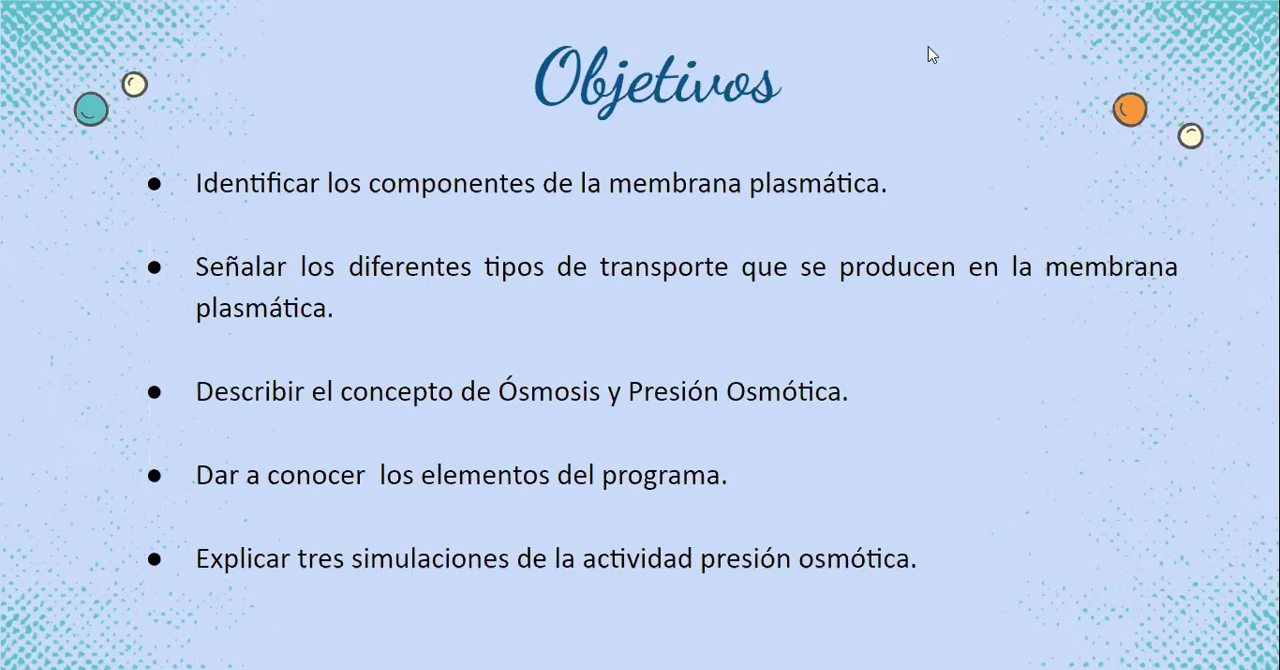 Objetivos
● Identificar los componentes de la membrana plasmática.
● Señalar los diferentes tipos de transporte que se producen en la membrana
plasmática.
● Describir el concepto de Ósmosis y Presión Osmótica.
● Dar a conocer  los elementos del programa.
● Explicar tres simulaciones de la actividad presión osmótica.